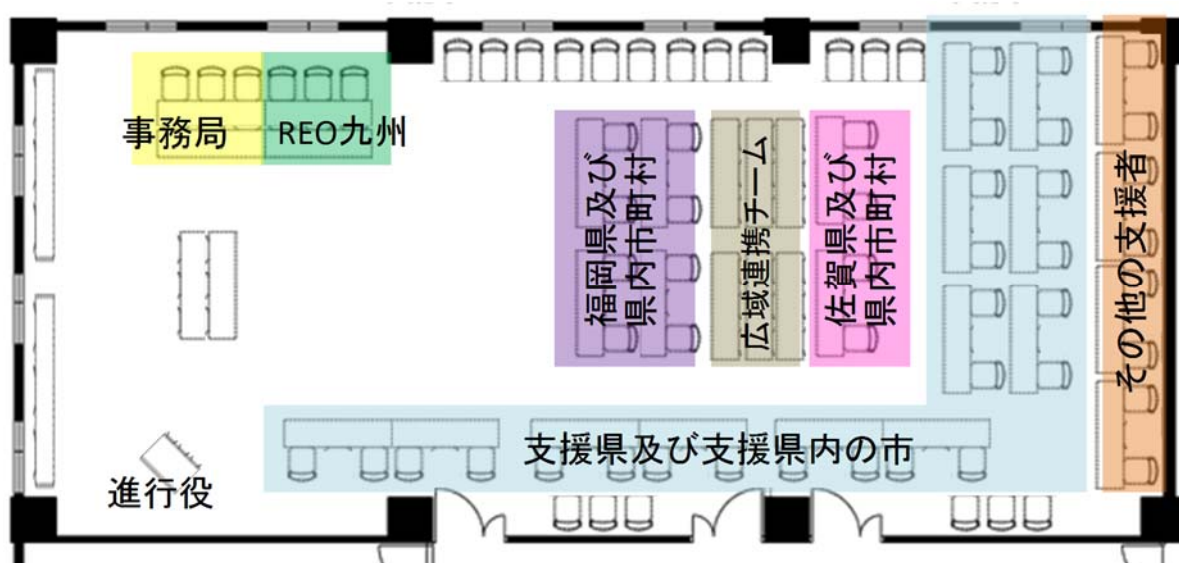 事務局
REO九州
福岡県及び
県内市町村
広域連携チーム
佐賀県及び
県内市町村
その他の支援者
支援県及び支援県内の市
進行役